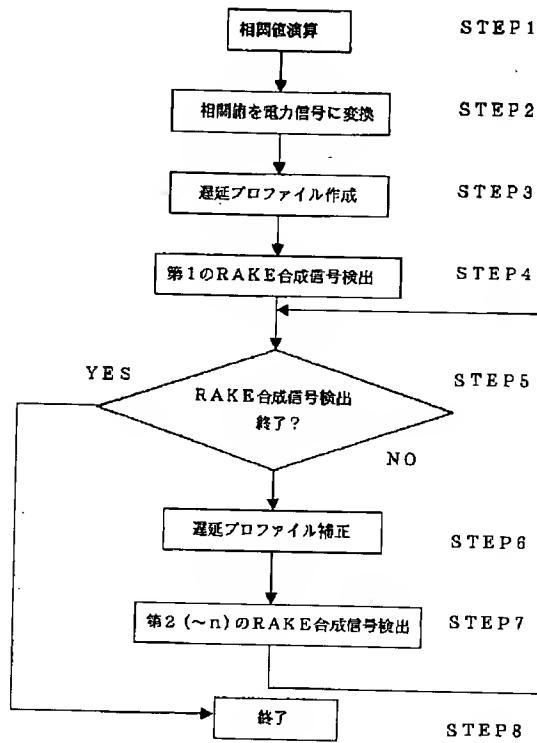 相関値演算 STEP1
相関値を電力信号に変換 STEP2
遅延プロファイル作成 STEP3
第1のRAKE合成信号検出 STEP4
YES
RAKE合成信号検出 STEP5
終了?
NO
遅延プロファイル補正 STEP6
第2(~n)のRAKE合成信号検出 STEP7
終了 STEP8